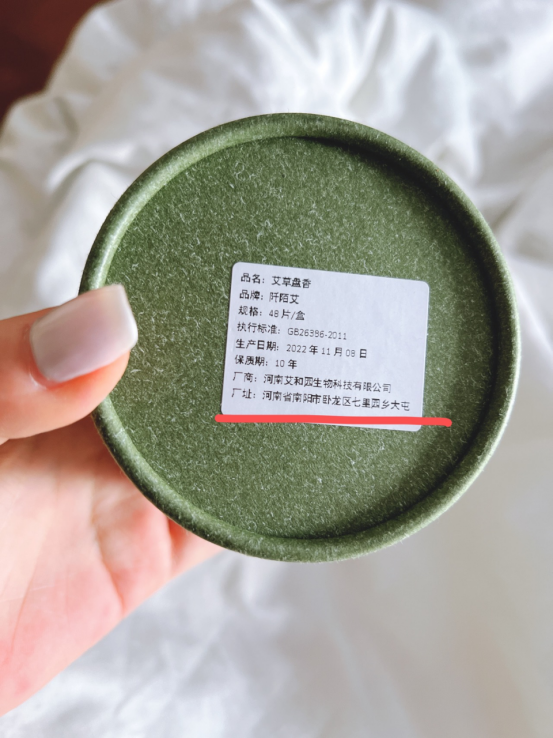 品名：艾草盘香
品牌：阡陌艾
规格：48片/盒
执行标准：GB26386-2011
生产日期：2022年11月08日
保质期：10年
厂商：河南艾和园生物科技有限公司
厂址：河南省南阳市卧龙区七里园乡大屯